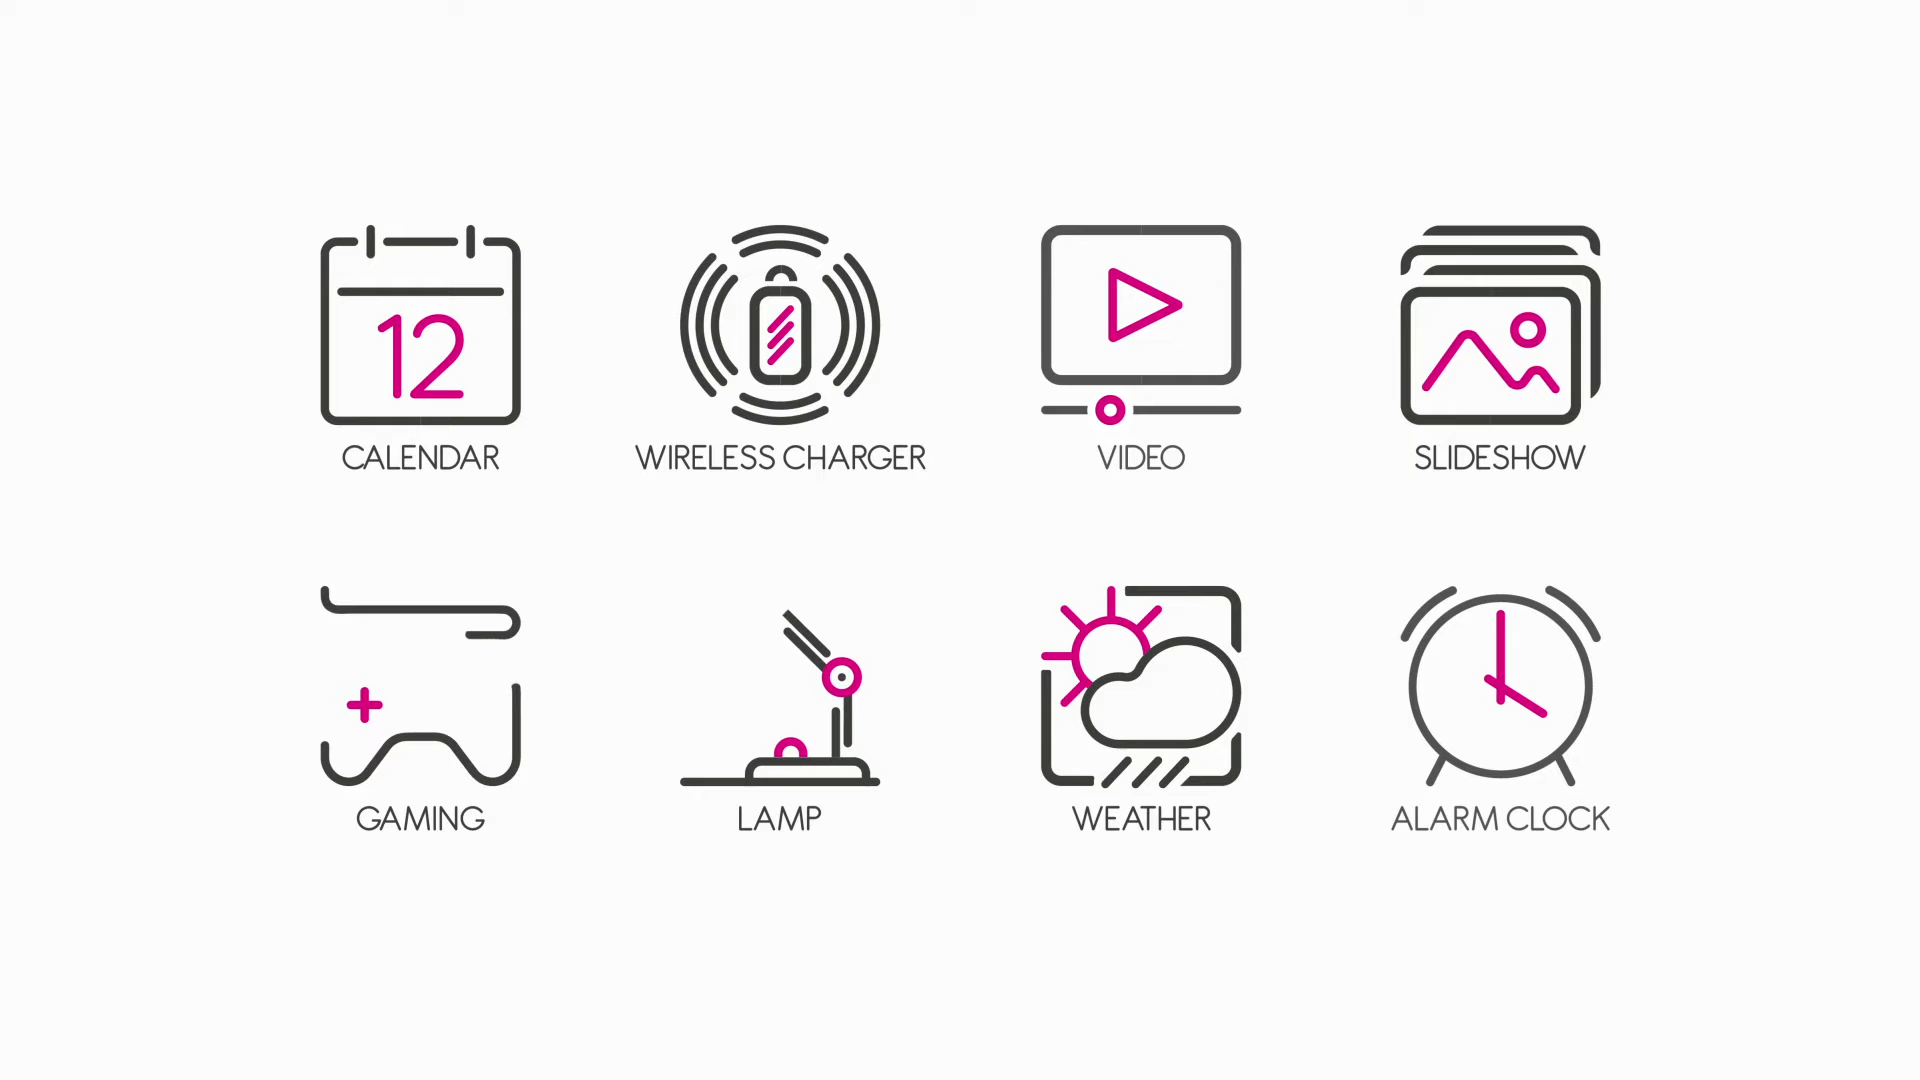 12
CALENDAR
WIRELESS CHARGER
VIDEO
SLIDESHOW
GAMING
LAMP
WEATHER
ALARM CLOCK